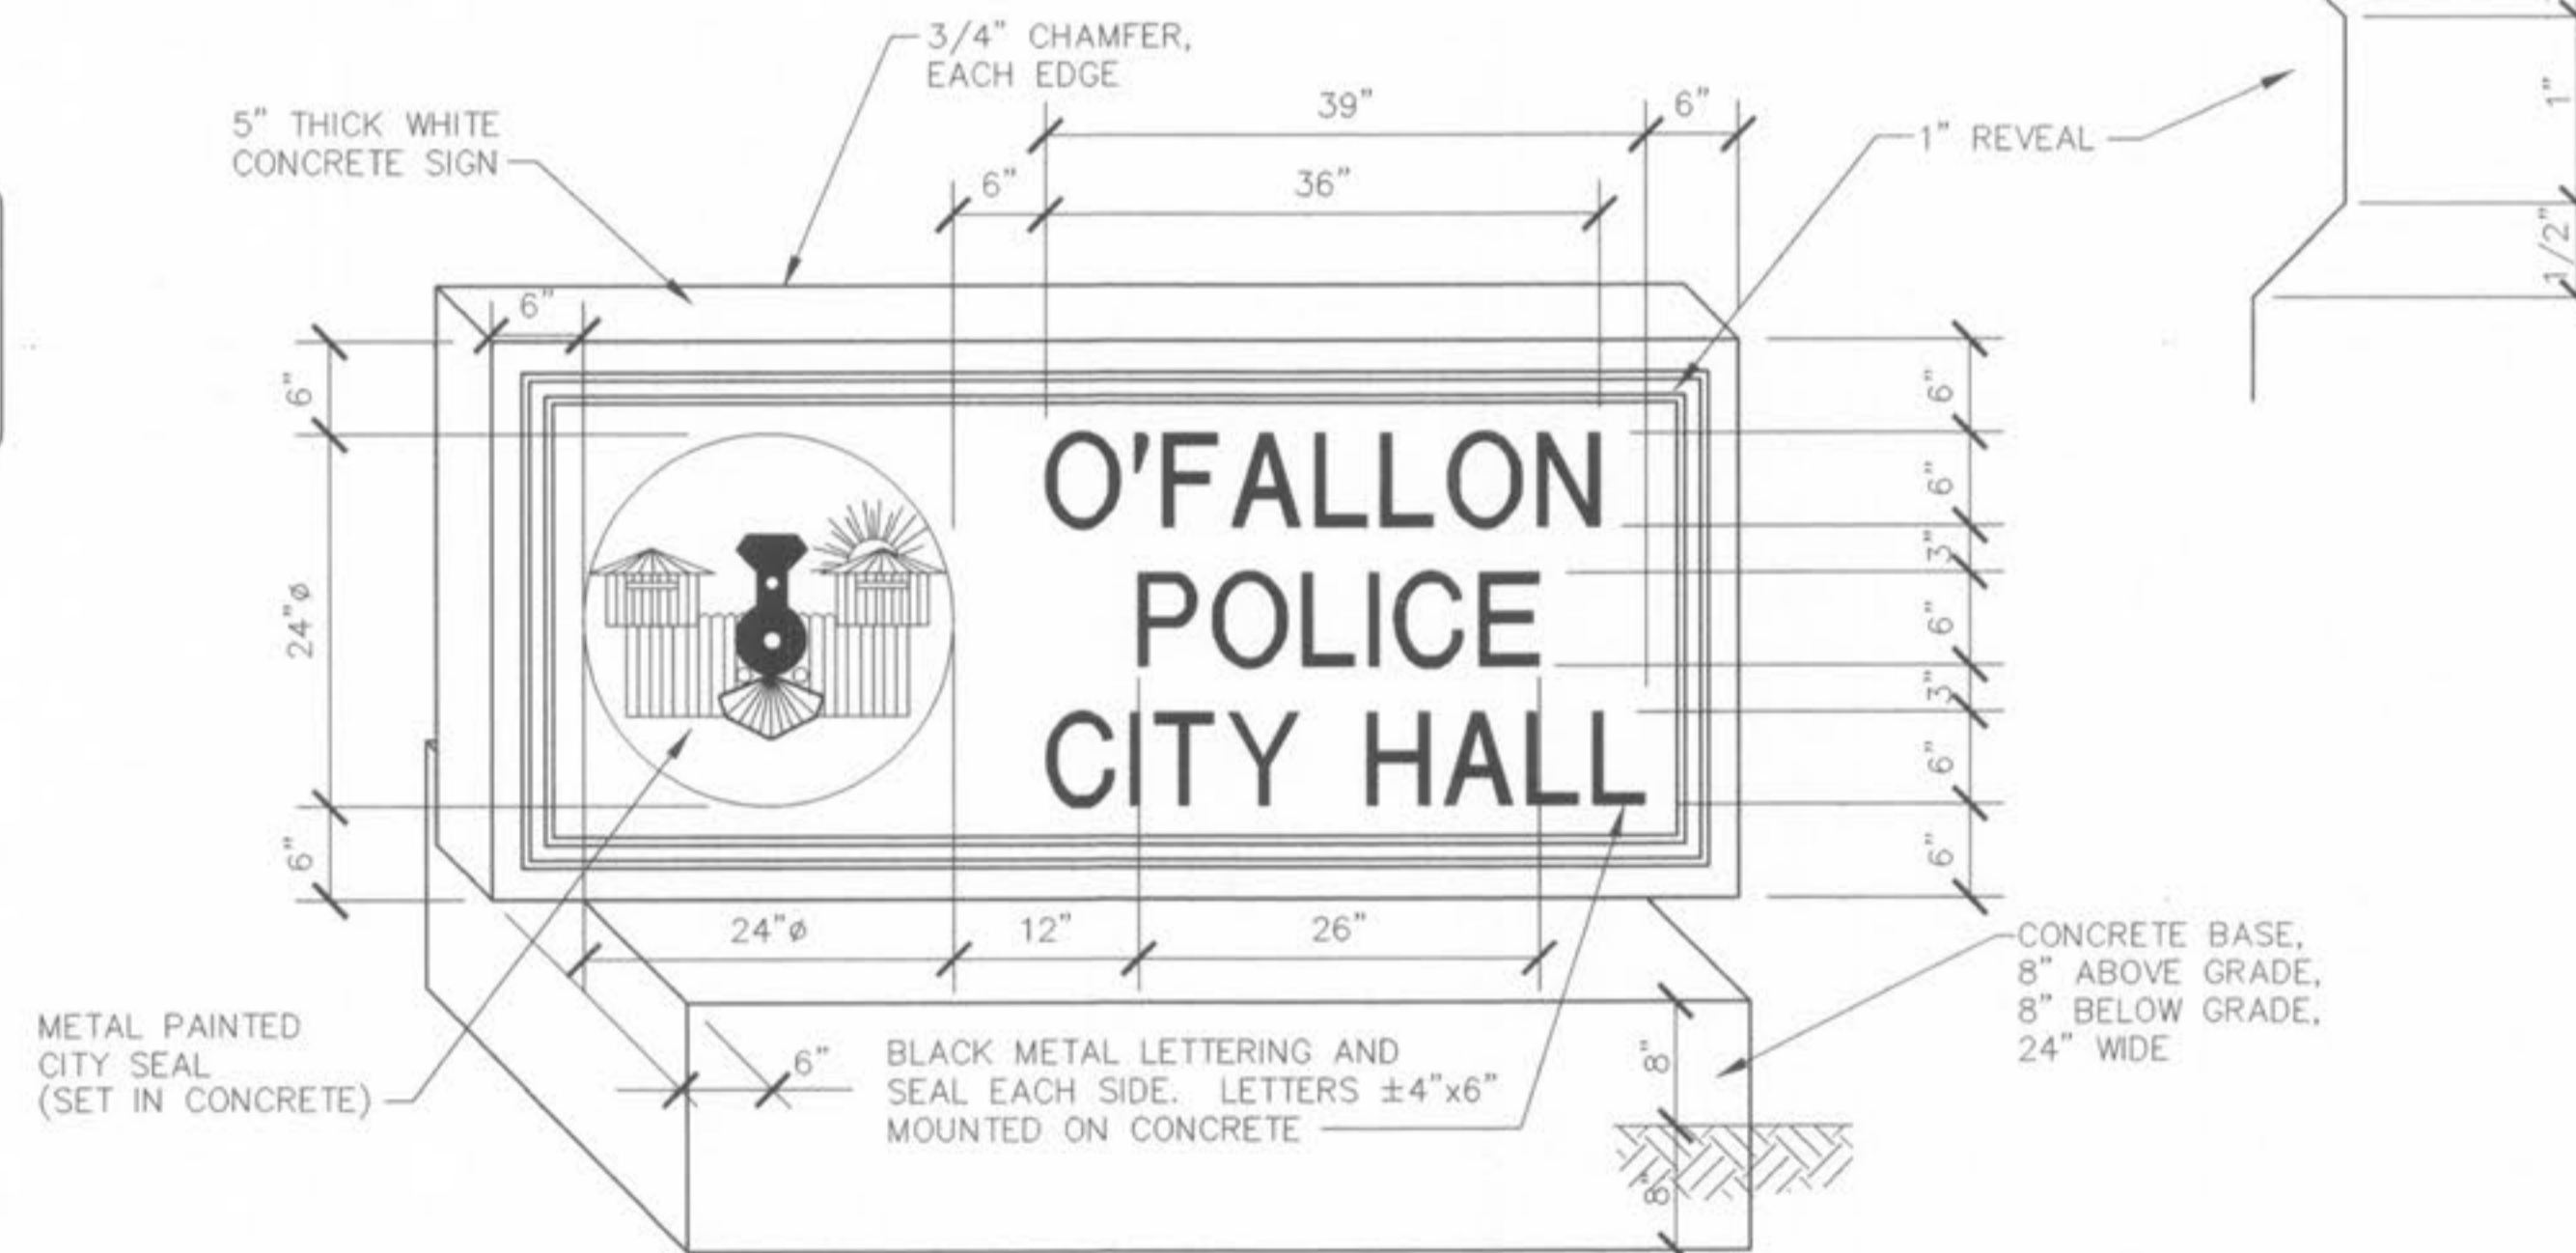 3/4" CHAMFER,
EACH EDGE
5" THICK WHITE
CONCRETE SIGN
39"
6"
6"
36"
1" REVEAL
1"
1/2"
6"
6"
24"ø
6"
O'FALLON
POLICE
CITY HALL
6"
6"
3"
6"
3"
6"
6"
24"ø
12"
26"
METAL PAINTED
CITY SEAL
(SET IN CONCRETE)
6"
BLACK METAL LETTERING AND
SEAL EACH SIDE. LETTERS ±4"x6"
MOUNTED ON CONCRETE
8"
8"
CONCRETE BASE,
8" ABOVE GRADE,
8" BELOW GRADE,
24" WIDE